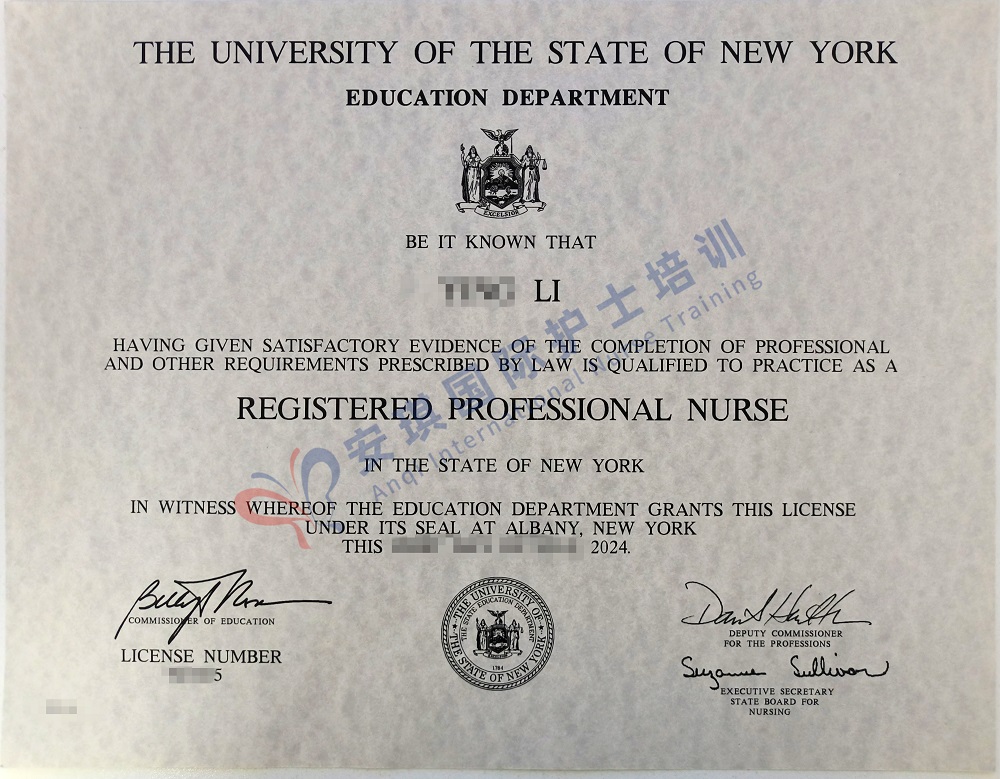 THE UNIVERSITY OF THE STATE OF NEW YORK
EDUCATION DEPARTMENT
EXCELSIOR
BE IT KNOWN THAT
LI
HAVING GIVEN SATISFACTORY EVIDENCE OF THE COMPLETION OF PROFESSIONAL
AND OTHER REQUIREMENTS PRESCRIBED BY LAW IS QUALIFIED TO PRACTICE AS A
REGISTERED PROFESSIONAL NURSE
安琪国际护士培训
Anqi International Nurse Training
IN THE STATE OF NEW YORK
IN WITNESS WHEREOF THE EDUCATION DEPARTMENT GRANTS THIS LICENSE
UNDER ITS SEAL AT ALBANY, NEW YORK
THIS 2024.
COMMISSIONER OF EDUCATION
LICENSE NUMBER
5
THE UNIVERSITY OF THE STATE OF NEW YORK
THE STATE EDUCATION DEPARTMENT
1784
DEPUTY COMMISSIONER
FOR THE PROFESSIONS
Suzanne Sullivan
EXECUTIVE SECRETARY
STATE BOARD FOR
NURSING